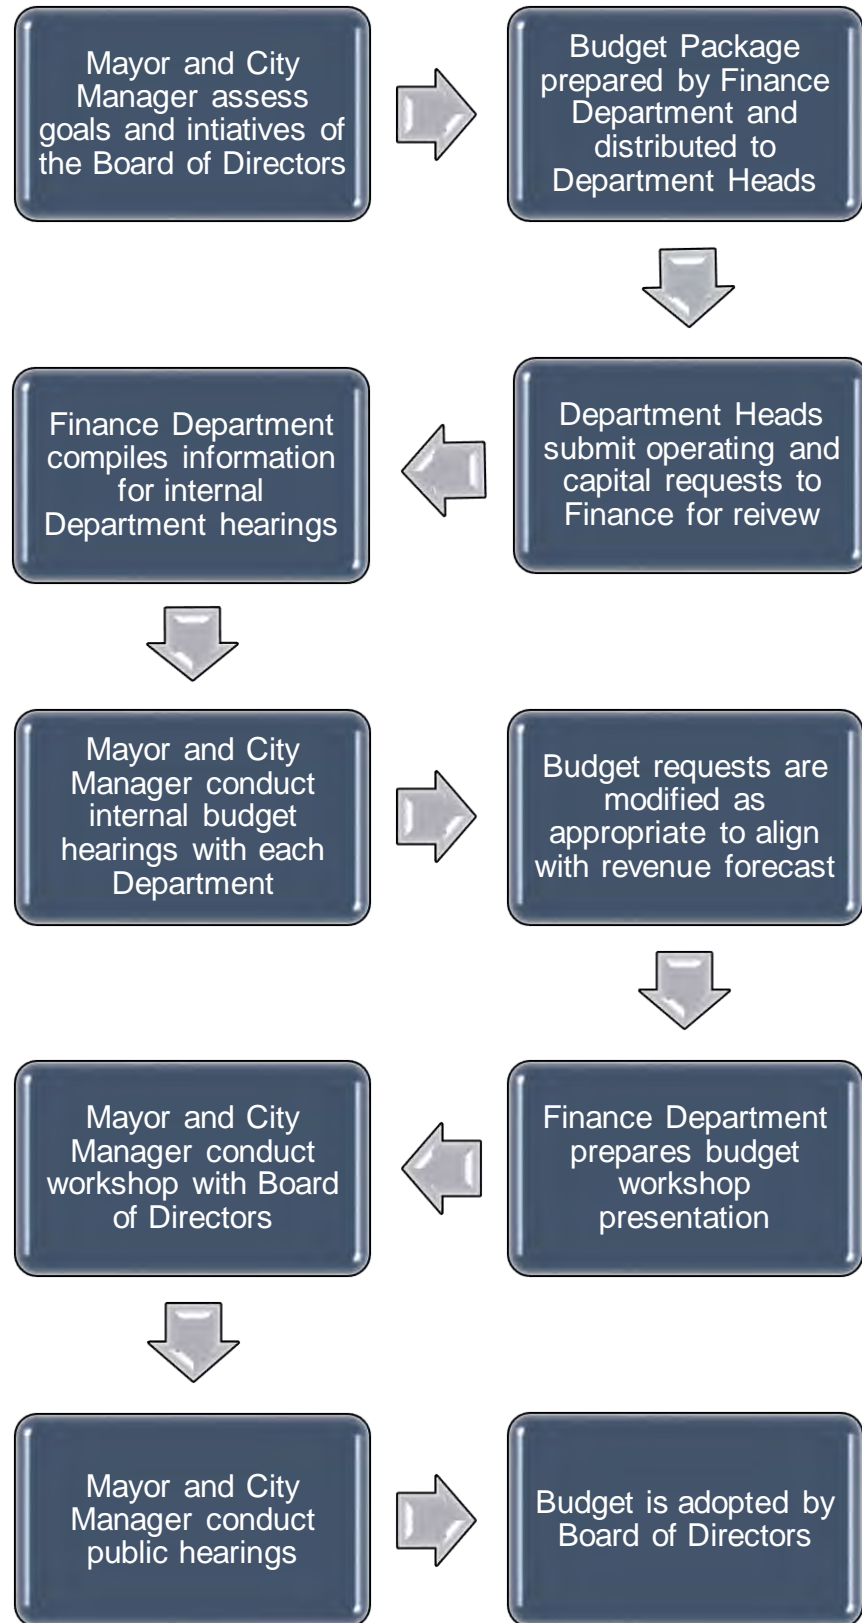 Mayor and City
Manager assess
goals and intiatives of
the Board of Directors
Budget Package
prepared by Finance
Department and
distributed to
Department Heads
Department Heads
submit operating and
capital requests to
Finance for reivew
Finance Department
compiles information
for internal
Department hearings
Mayor and City
Manager conduct
internal budget
hearings with each
Department
Budget requests are
modified as
appropriate to align
with revenue forecast
Finance Department
prepares budget
workshop
presentation
Mayor and City
Manager conduct
workshop with Board
of Directors
Mayor and City
Manager conduct
public hearings
Budget is adopted by
Board of Directors